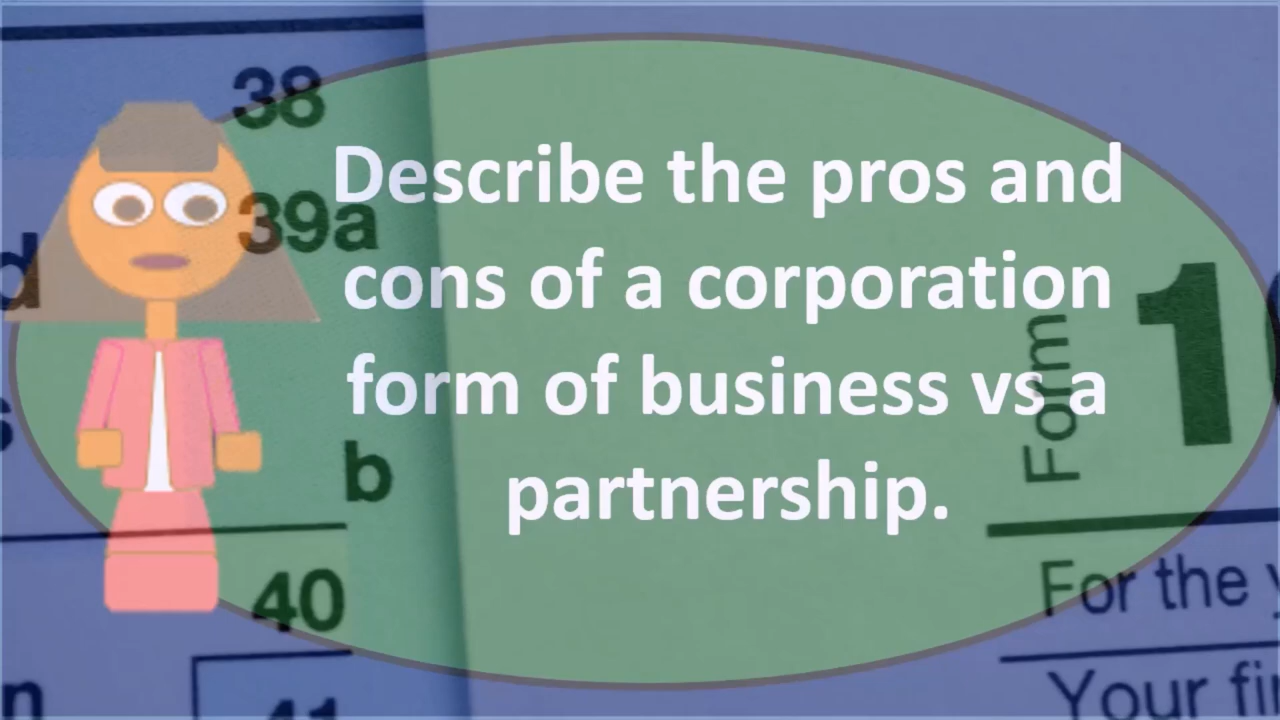 38
39a
Describe the pros and
cons of a corporation
form of business vs a
partnership.
d
s
b
Form
1
40
For the
n
41
Your fi